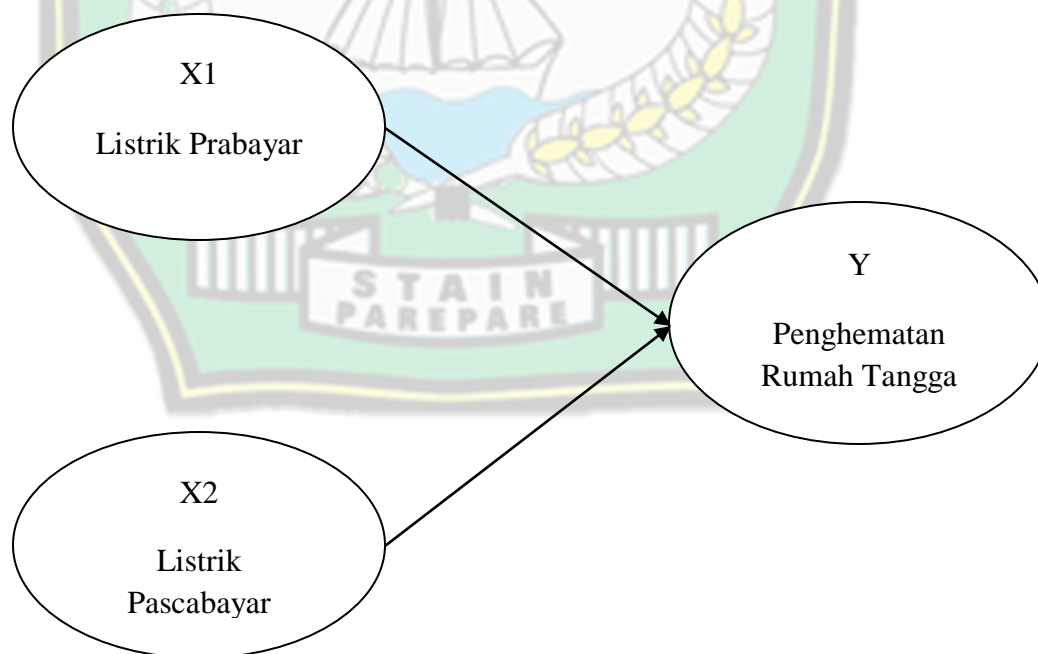 X1
Listrik Prabayar
STAIN
PAREPARE
Y
Penghematan
Rumah Tangga
X2
Listrik
Pascabayar